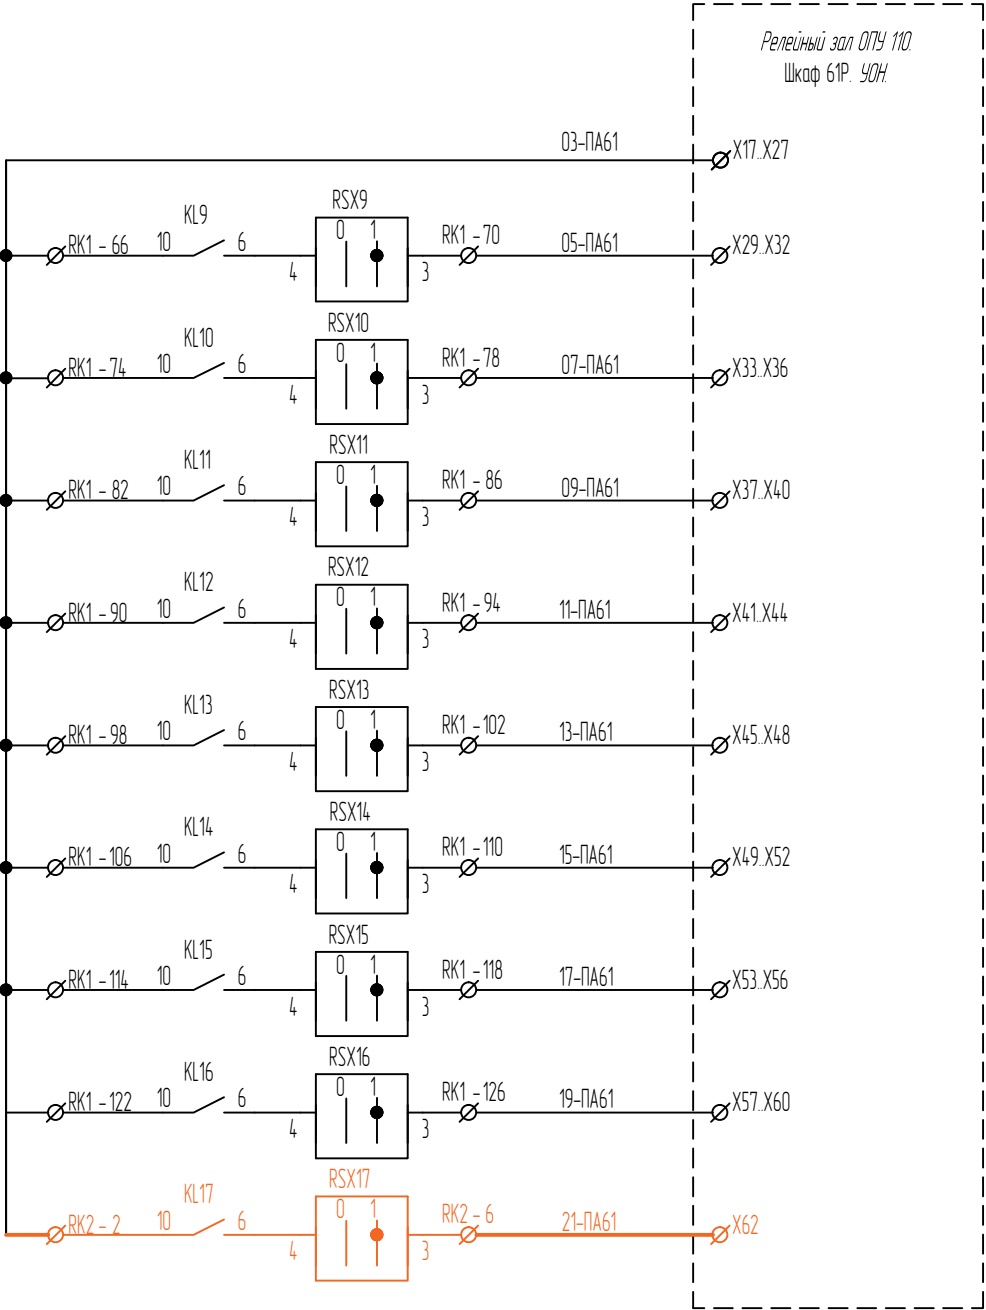 Релейный зал ОПУ 110.
Шкаф 61Р. УОН.
03-ПА61 X17..X27
RSX9
KL9 0 1
RK1 - 66 10 6 4 3 RK1 - 70 05-ПА61 X29..X32
RSX10
KL10 0 1
RK1 - 74 10 6 4 3 RK1 - 78 07-ПА61 X33..X36
RSX11
KL11 0 1
RK1 - 82 10 6 4 3 RK1 - 86 09-ПА61 X37..X40
RSX12
KL12 0 1
RK1 - 90 10 6 4 3 RK1 - 94 11-ПА61 X41..X44
RSX13
KL13 0 1
RK1 - 98 10 6 4 3 RK1 - 102 13-ПА61 X45..X48
RSX14
KL14 0 1
RK1 - 106 10 6 4 3 RK1 - 110 15-ПА61 X49..X52
RSX15
KL15 0 1
RK1 - 114 10 6 4 3 RK1 - 118 17-ПА61 X53..X56
RSX16
KL16 0 1
RK1 - 122 10 6 4 3 RK1 - 126 19-ПА61 X57..X60
RSX17
KL17 0 1
RK2 - 2 10 6 4 3 RK2 - 6 21-ПА61 X62